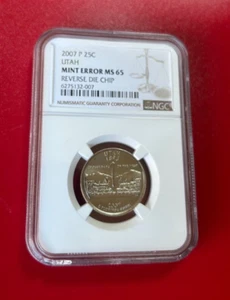 2007 P 25C
UTAH
MINT ERROR MS 65
REVERSE DIE CHIP
6275132-007
NUMISMATIC GUARANTY CORPORATION
NGC